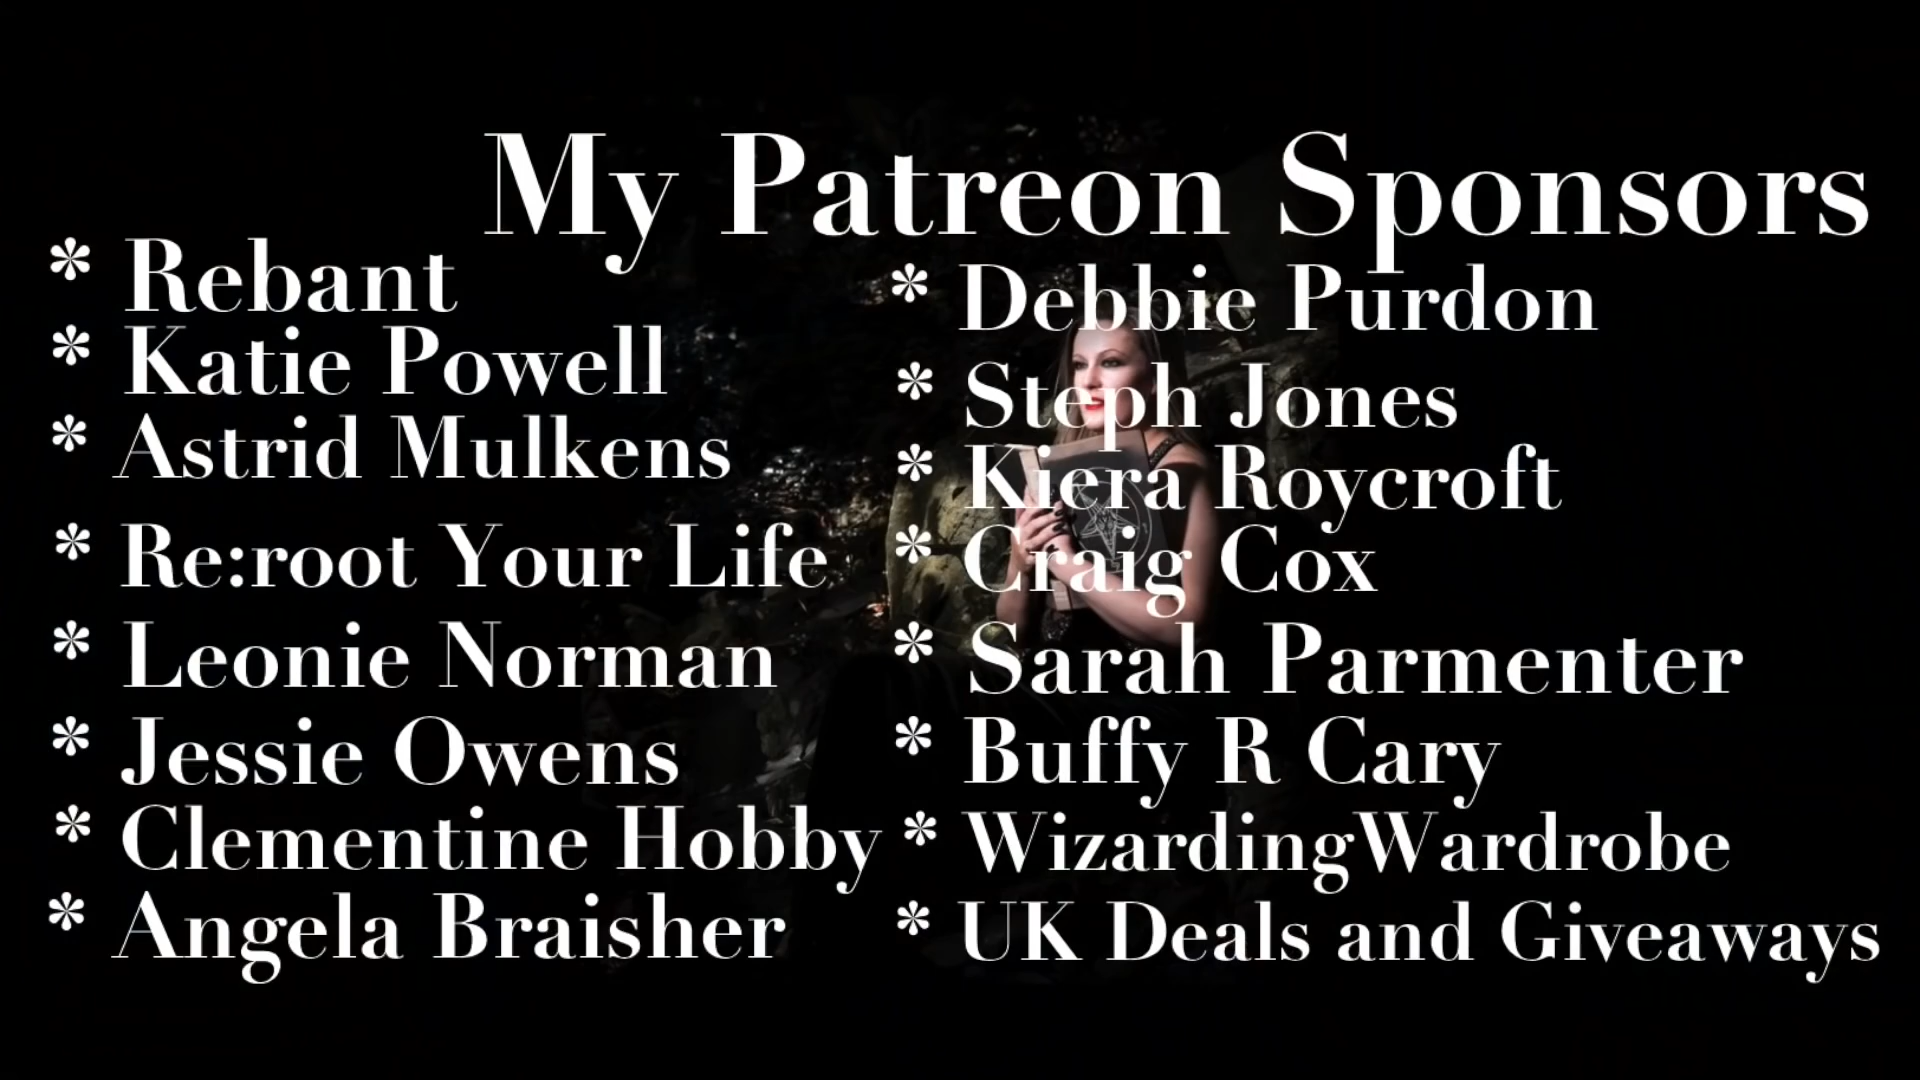 My Patreon Sponsors
* Rebant
* Katie Powell
* Astrid Mulkens
* Re:root Your Life
* Leonie Norman
* Jessie Owens
* Clementine Hobby
* Angela Braisher
* Debbie Purdon
* Steph Jones
* Kiera Roycroft
* Craig Cox
* Sarah Parmenter
* Buffy R Cary
* WizardingWardrobe
* UK Deals and Giveaways